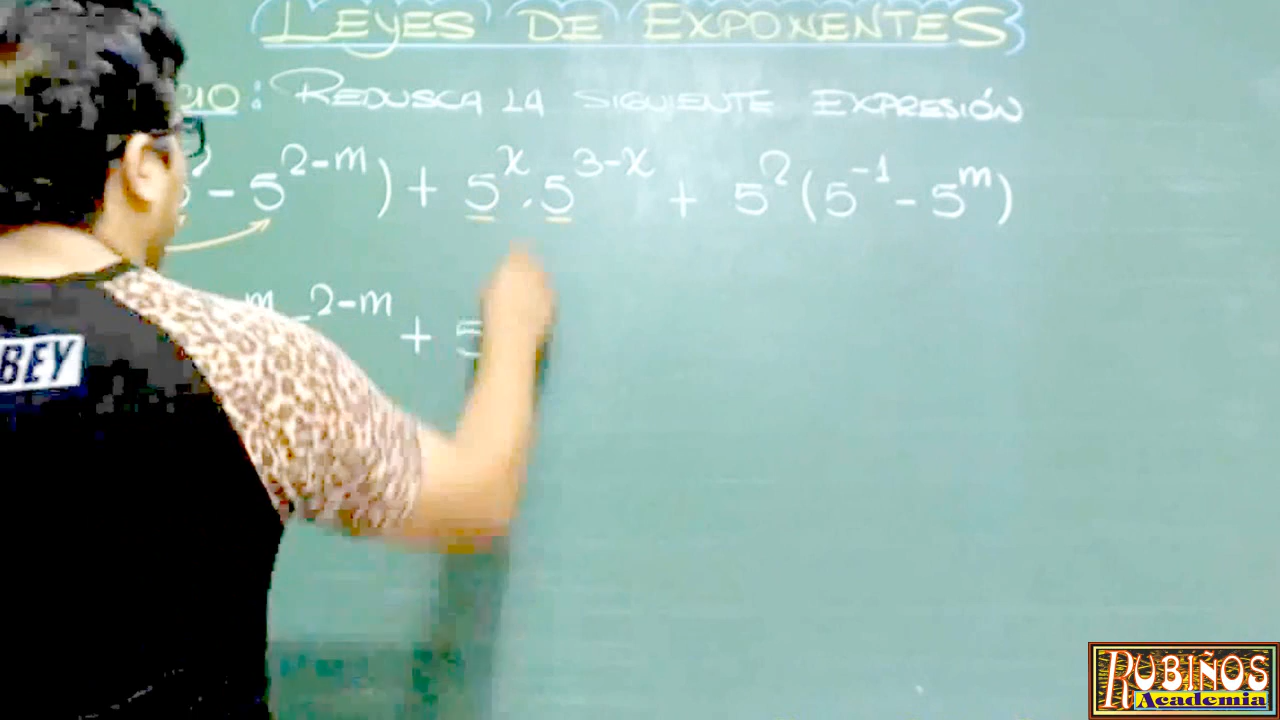 LEYES DE EXPONENTES
CIO: REDUSCA LA SIGUIENTE EXPRESIÓN
- 5^{2-m}) + 5^x . 5^{3-x} + 5^2 (5^{-1} - 5^m)
m 2-m + 5
BEY
RUBIÑOS
Academia